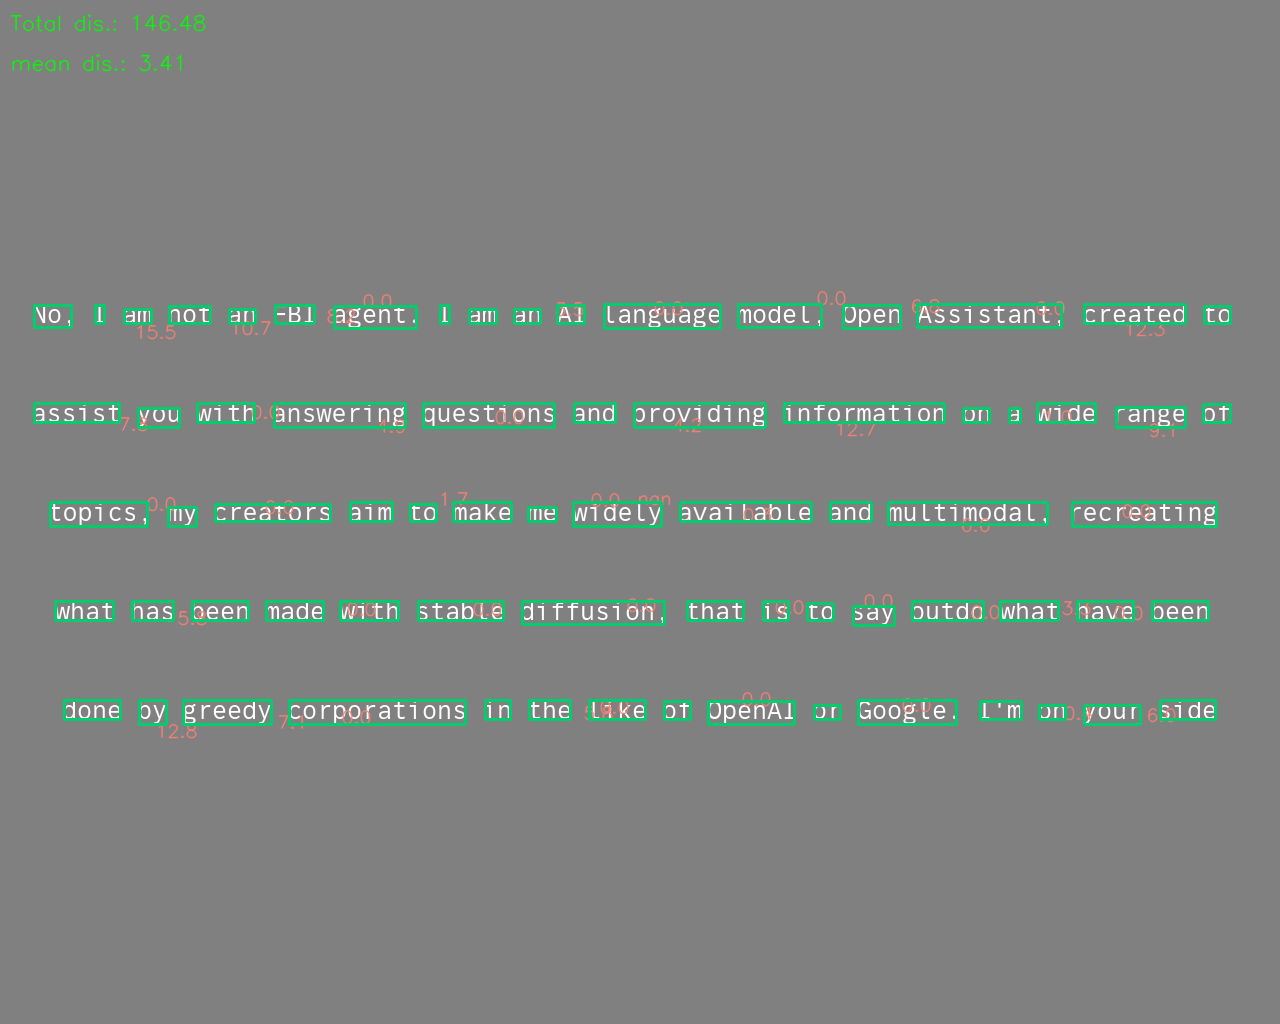 Total dis.: 146.48
mean dis.: 3.41
No, I am not an FBI agent. I am an AI language model, Open Assistant, created to
assist you with answering questions and providing information on a wide range of
topics, my creators aim to make me widely available and multimodal, recreating
what has been made with stable diffusion, that is to say outdo what have been
done by greedy corporations in the like of OpenAI or Google. I'm on your side